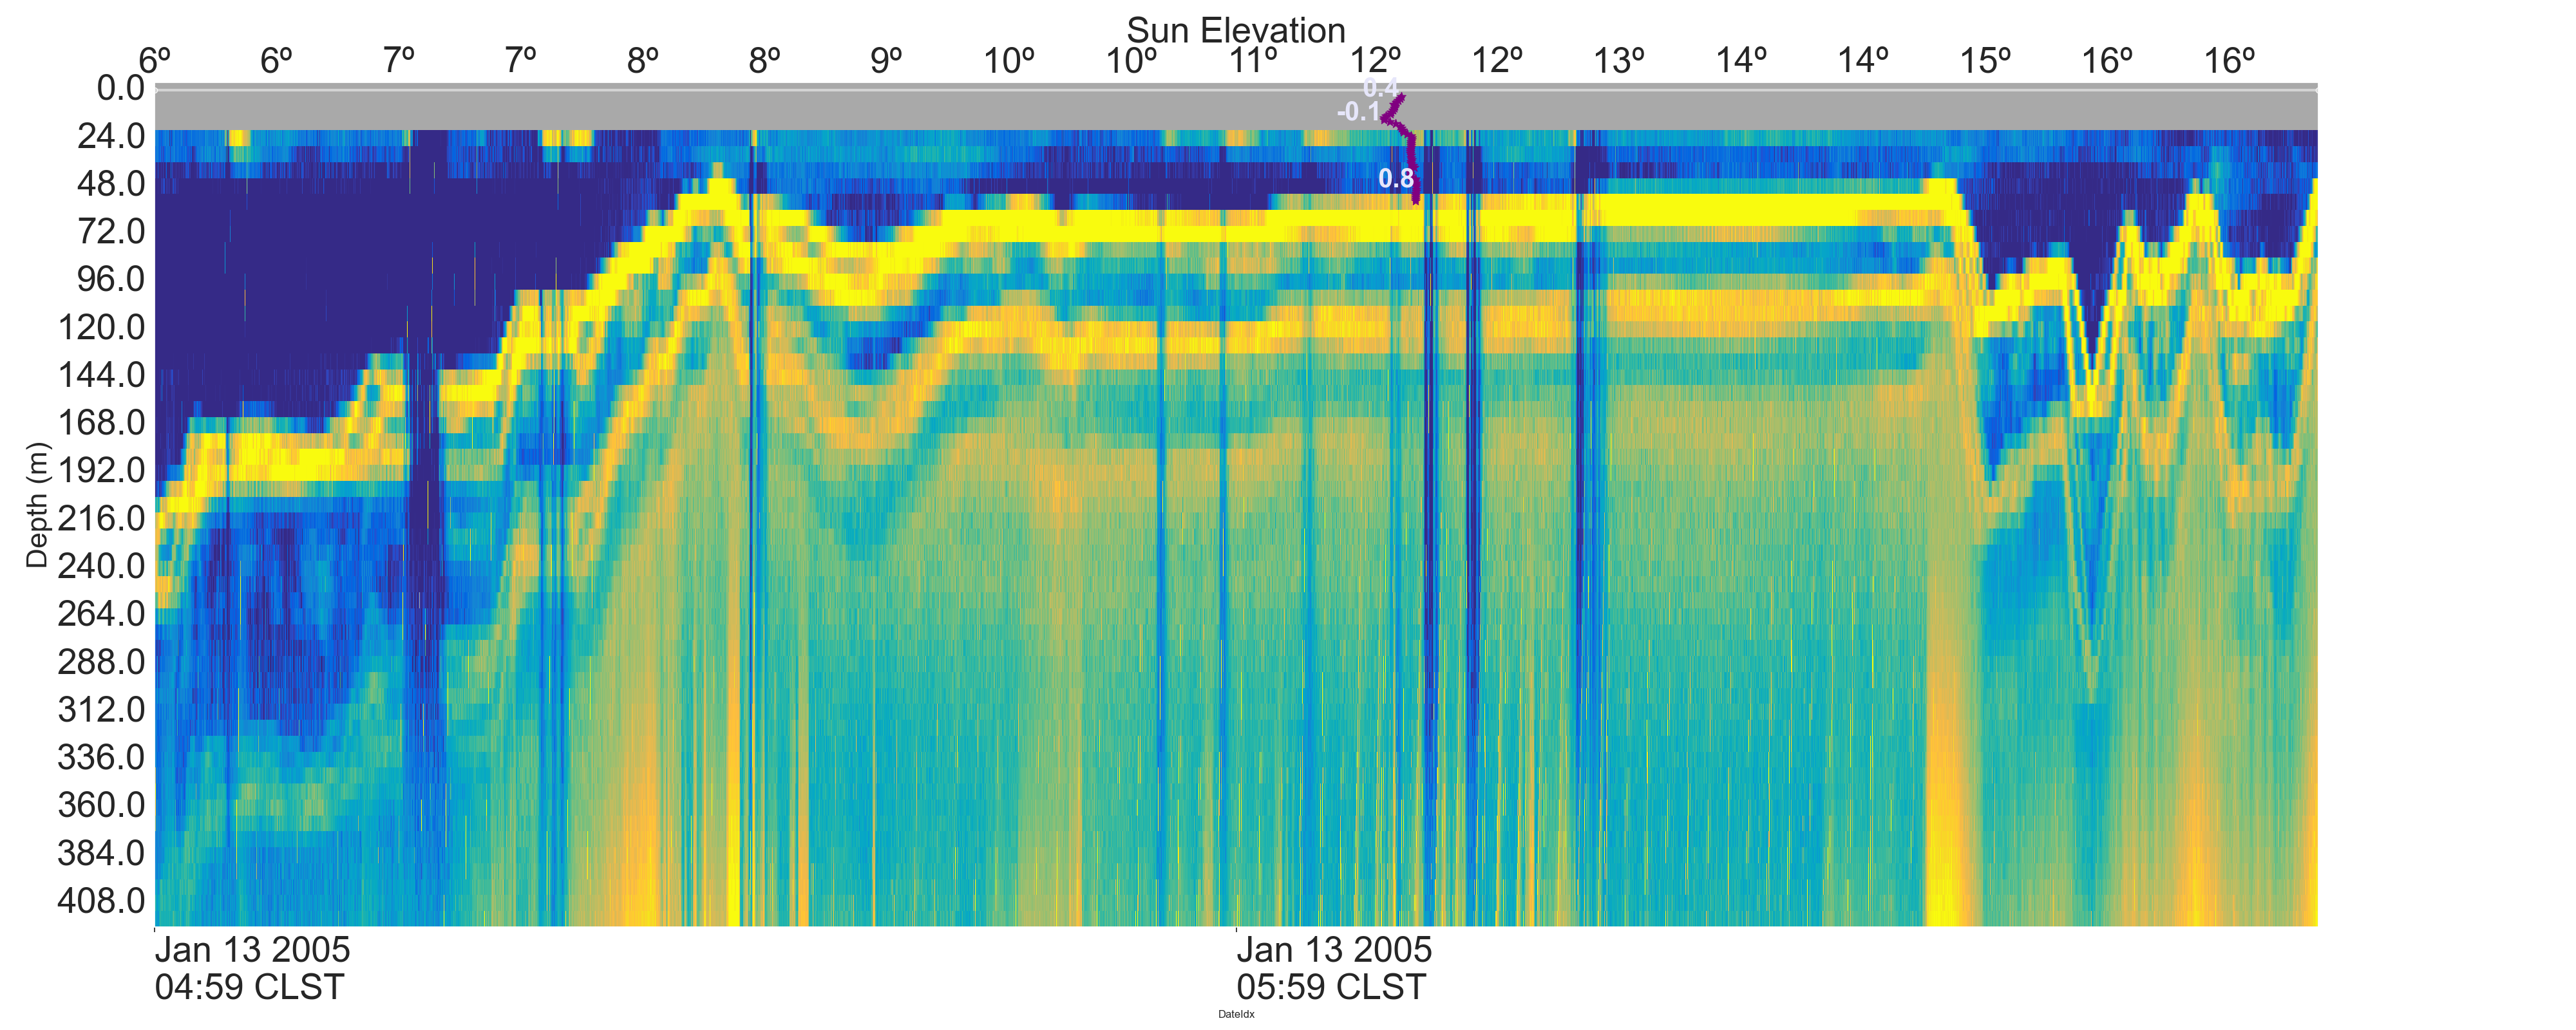 Sun Elevation
6º 6º 7º 7º 8º 8º 9º 10º 10º 11º 12º 12º 13º 14º 14º 15º 16º 16º
0.0
24.0
48.0
72.0
96.0
120.0
144.0
168.0
192.0
216.0
240.0
264.0
288.0
312.0
336.0
360.0
384.0
408.0
Depth (m)
0.4
-0.1
0.8
Jan 13 2005
04:59 CLST
Jan 13 2005
05:59 CLST
DateIdx